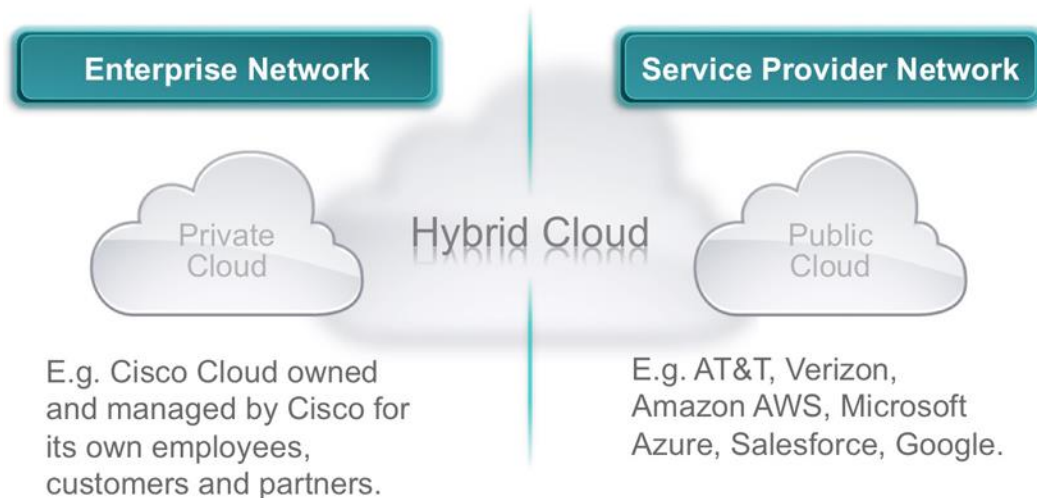 Enterprise Network
Service Provider Network
Private
Cloud
Hybrid Cloud
Public
Cloud
E.g. Cisco Cloud owned
and managed by Cisco for
its own employees,
customers and partners.
E.g. AT&T, Verizon,
Amazon AWS, Microsoft
Azure, Salesforce, Google.